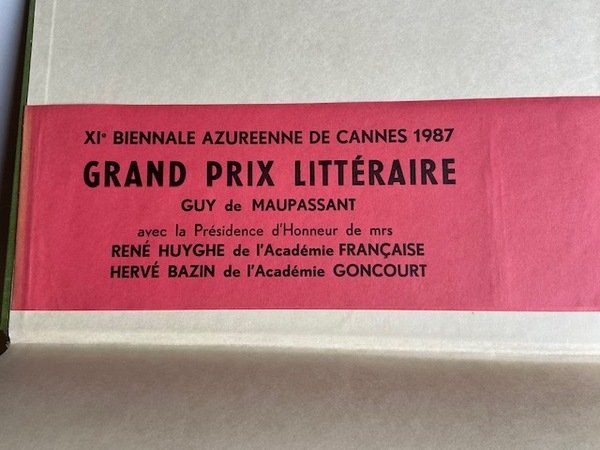 XIe BIENNALE AZUREENNE DE CANNES 1987
GRAND PRIX LITTÉRAIRE
GUY de MAUPASSANT
avec la Présidence d'Honneur de mrs
RENÉ HUYGHE de l'Académie FRANÇAISE
HERVÉ BAZIN de l'Académie GONCOURT